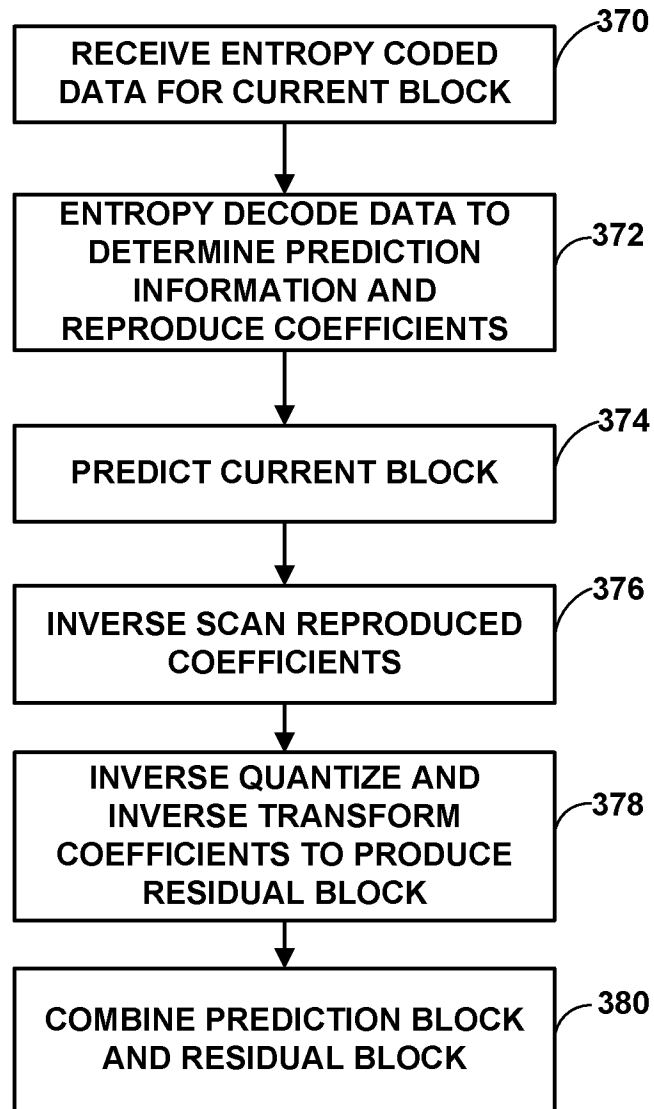 370
RECEIVE ENTROPY CODED
DATA FOR CURRENT BLOCK
372
ENTROPY DECODE DATA TO
DETERMINE PREDICTION
INFORMATION AND
REPRODUCE COEFFICIENTS
374
PREDICT CURRENT BLOCK
376
INVERSE SCAN REPRODUCED
COEFFICIENTS
378
INVERSE QUANTIZE AND
INVERSE TRANSFORM
COEFFICIENTS TO PRODUCE
RESIDUAL BLOCK
380
COMBINE PREDICTION BLOCK
AND RESIDUAL BLOCK